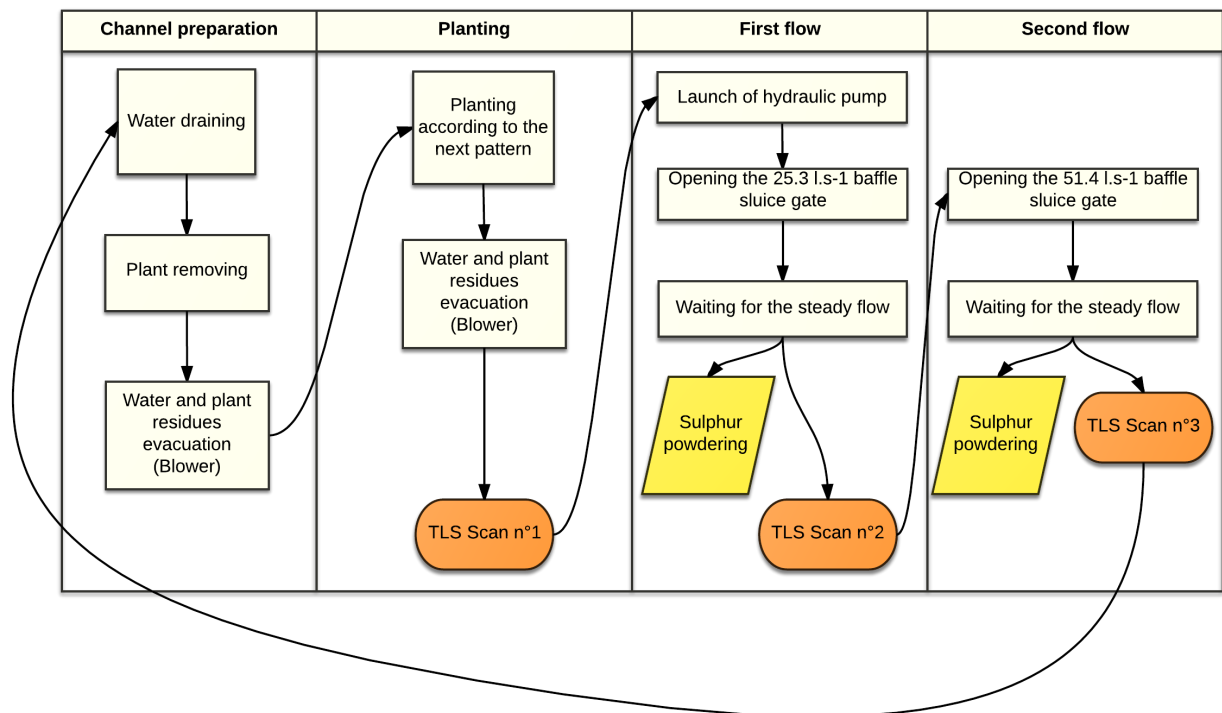 Channel preparation
Planting
First flow
Second flow
Water draining
Plant removing
Water and plant
residues
evacuation
(Blower)
Planting
according to the
next pattern
Water and plant
residues
evacuation
(Blower)
TLS Scan n°1
Launch of hydraulic pump
Opening the 25.3 l.s-1 baffle
sluice gate
Waiting for the steady flow
Sulphur
powdering
TLS Scan n°2
Opening the 51.4 l.s-1 baffle
sluice gate
Waiting for the steady flow
Sulphur
powdering
TLS Scan n°3